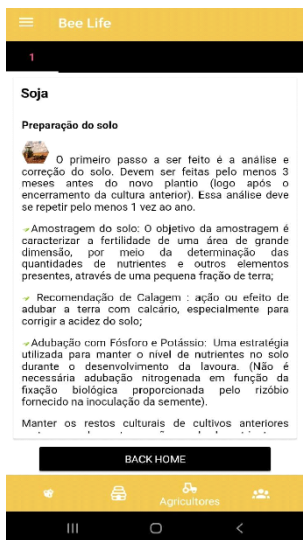 Bee Life
1
Soja
Preparação do solo
O primeiro passo a ser feito é a análise e
correção do solo. Devem ser feitas pelo menos 3
meses antes do novo plantio (logo após o
encerramento da cultura anterior). Essa análise deve
se repetir pelo menos 1 vez ao ano.
Amostragem do solo: O objetivo da amostragem é
caracterizar a fertilidade de uma área de grande
dimensão, por meio da determinação das
quantidades de nutrientes e outros elementos
presentes, através de uma pequena fração de terra;
Recomendação de Calagem : ação ou efeito de
adubar a terra com calcário, especialmente para
corrigir a acidez do solo;
Adubação com Fósforo e Potássio: Uma estratégia
utilizada para manter o nível de nutrientes no solo
durante o desenvolvimento da lavoura. (Não é
necessária adubação nitrogenada em função da
fixação biológica proporcionada pelo rizóbio
fornecido na inoculação da semente).
Manter os restos culturais de cultivos anteriores
BACK HOME
Agricultores